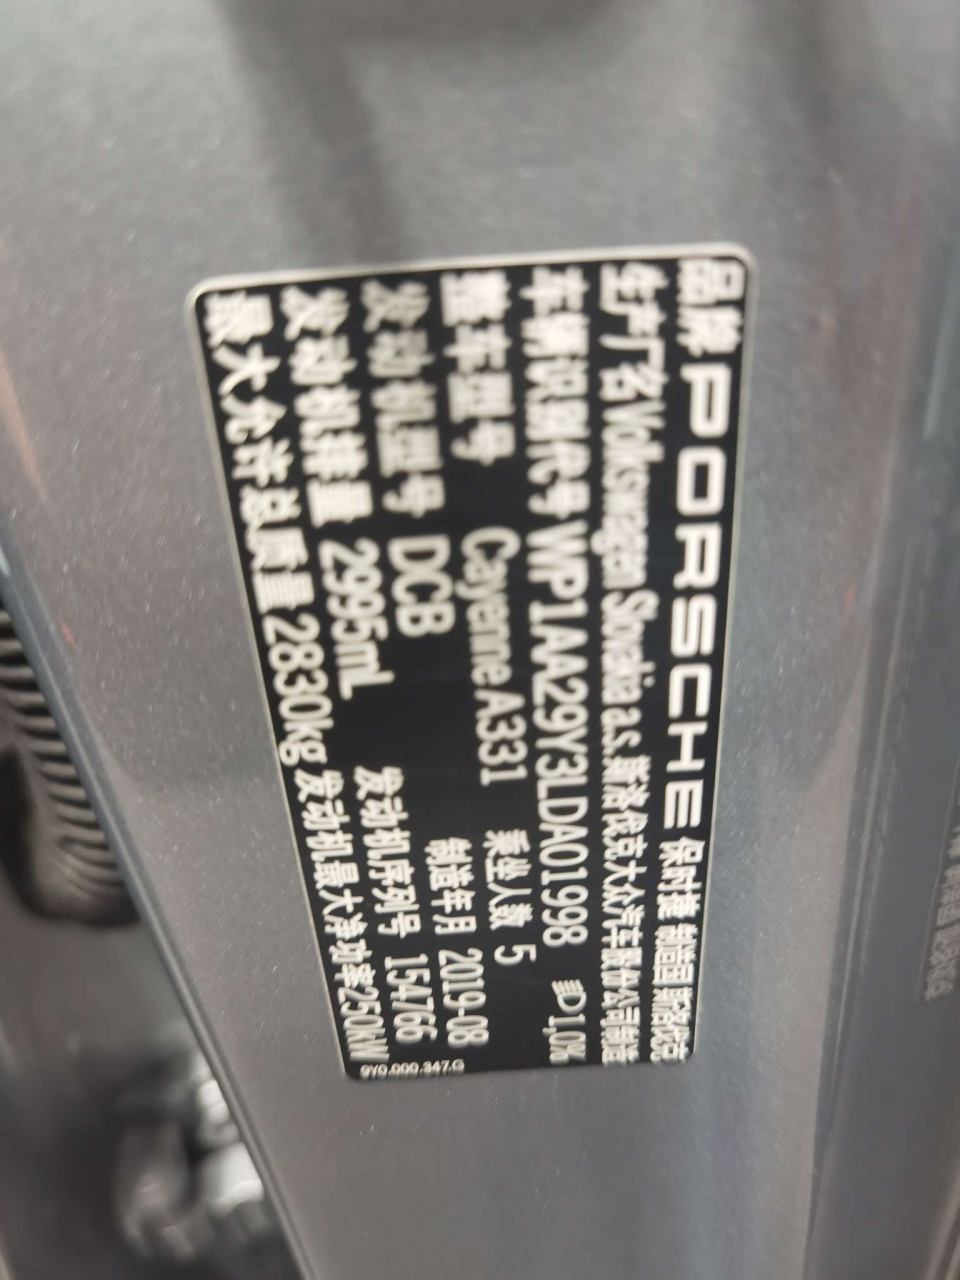 品牌 PORSCHE 保时捷 制造国 斯洛伐克
生产厂名 Volkswagen Slovakia a.s. 斯洛伐克大众汽车股份公司制造
车辆识别代号 WP1AA29Y3LDA01998 1,0%
整车型号 Cayenne A331 乘坐人数 5
发动机型号 DCB 制造年月 2019-08
发动机排量 2995mL 发动机序列号 154766
最大允许总质量 2830kg 发动机最大净功率 250kW
9Y0.000.347.G